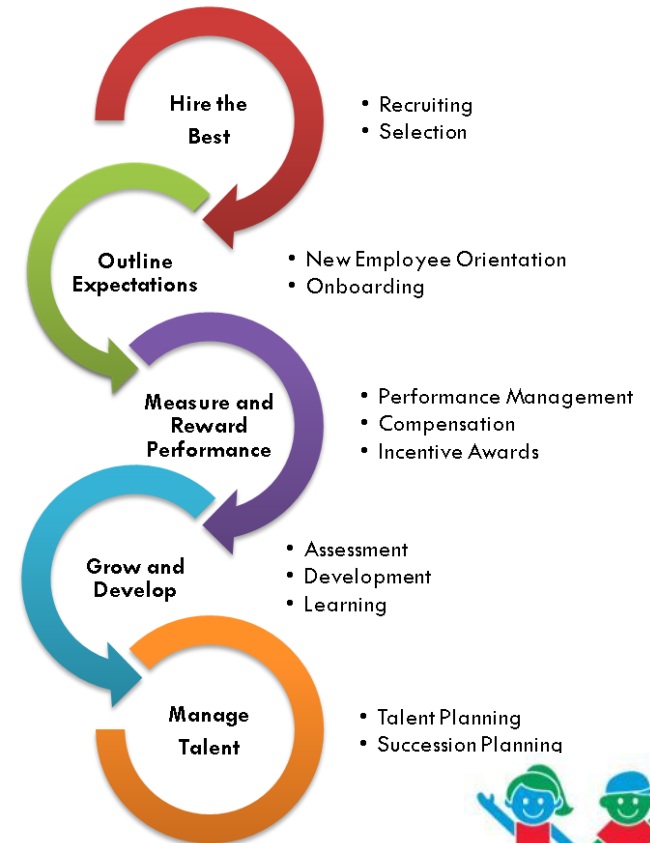 Hire the
Best
• Recruiting
• Selection
Outline
Expectations
• New Employee Orientation
• Onboarding
Measure and
Reward
Performance
• Performance Management
• Compensation
• Incentive Awards
Grow and
Develop
• Assessment
• Development
• Learning
Manage
Talent
• Talent Planning
• Succession Planning